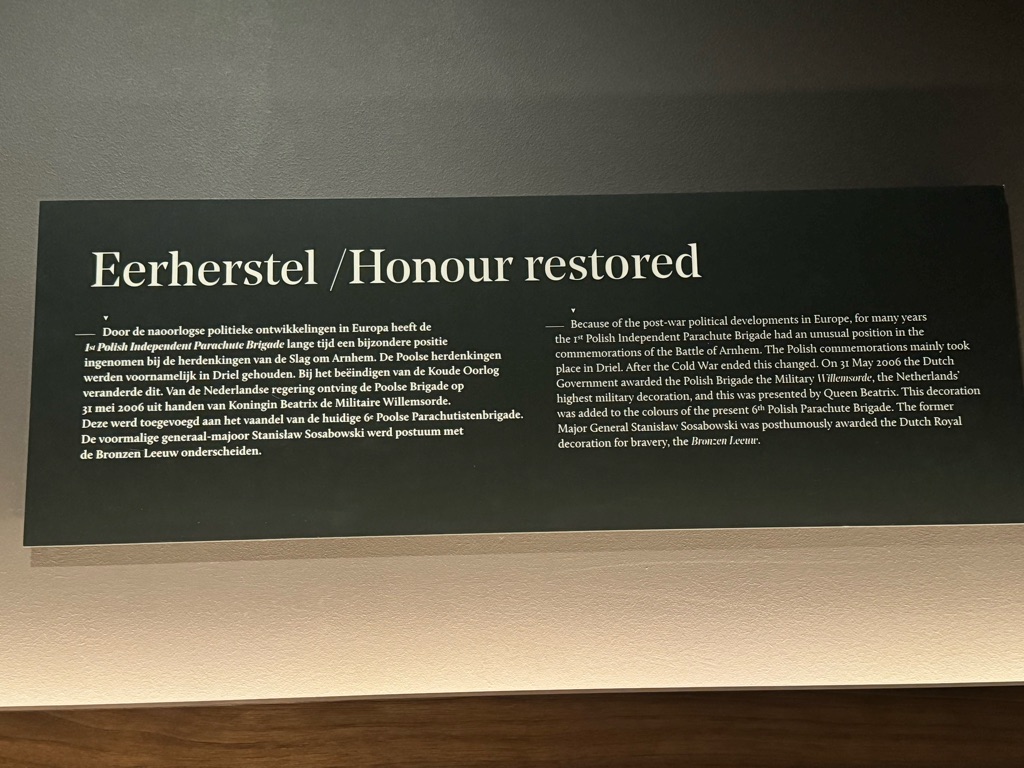 Eerherstel /Honour restored
Door de naoorlogse politieke ontwikkelingen in Europa heeft de
1st Polish Independent Parachute Brigade lange tijd een bijzondere positie
ingenomen bij de herdenkingen van de Slag om Arnhem. De Poolse herdenkingen
werden voornamelijk in Driel gehouden. Bij het beëindigen van de Koude Oorlog
veranderde dit. Van de Nederlandse regering ontving de Poolse Brigade op
31 mei 2006 uit handen van Koningin Beatrix de Militaire Willemsorde.
Deze werd toegevoegd aan het vaandel van de huidige 6e Poolse Parachutistenbrigade.
De voormalige generaal-majoor Stanisław Sosabowski werd postuum met
de Bronzen Leeuw onderscheiden.
Because of the post-war political developments in Europe, for many years
the 1st Polish Independent Parachute Brigade had an unusual position in the
commemorations of the Battle of Arnhem. The Polish commemorations mainly took
place in Driel. After the Cold War ended this changed. On 31 May 2006 the Dutch
Government awarded the Polish Brigade the Military Willemsorde, the Netherlands'
highest military decoration, and this was presented by Queen Beatrix. This decoration
was added to the colours of the present 6th Polish Parachute Brigade. The former
Major General Stanisław Sosabowski was posthumously awarded the Dutch Royal
decoration for bravery, the Bronzen Leeuw.